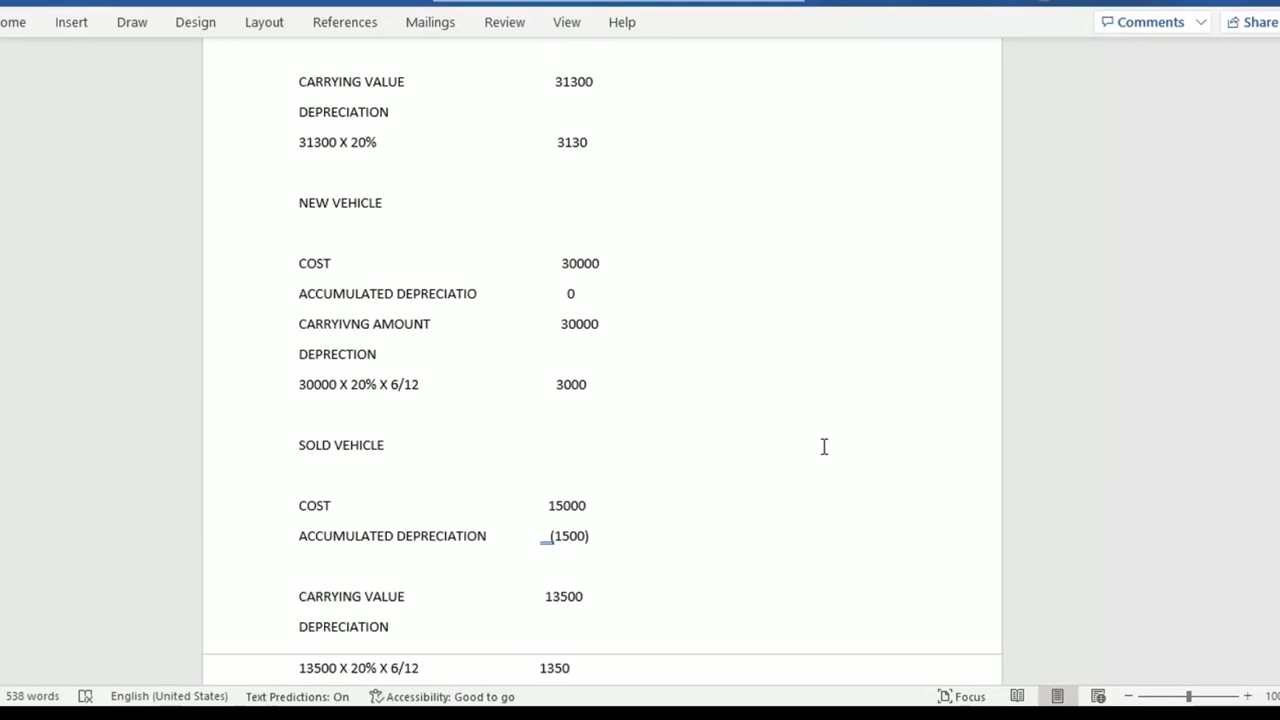 ome Insert Draw Design Layout References Mailings Review View Help Comments Share
CARRYING VALUE 31300
DEPRECIATION
31300 X 20% 3130
NEW VEHICLE
COST 30000
ACCUMULATED DEPRECIATIO 0
CARRYIVNG AMOUNT 30000
DEPRECTION
30000 X 20% X 6/12 3000
SOLD VEHICLE
COST 15000
ACCUMULATED DEPRECIATION (1500)
CARRYING VALUE 13500
DEPRECIATION
13500 X 20% X 6/12 1350
538 words English (United States) Text Predictions: On Accessibility: Good to go Focus 100